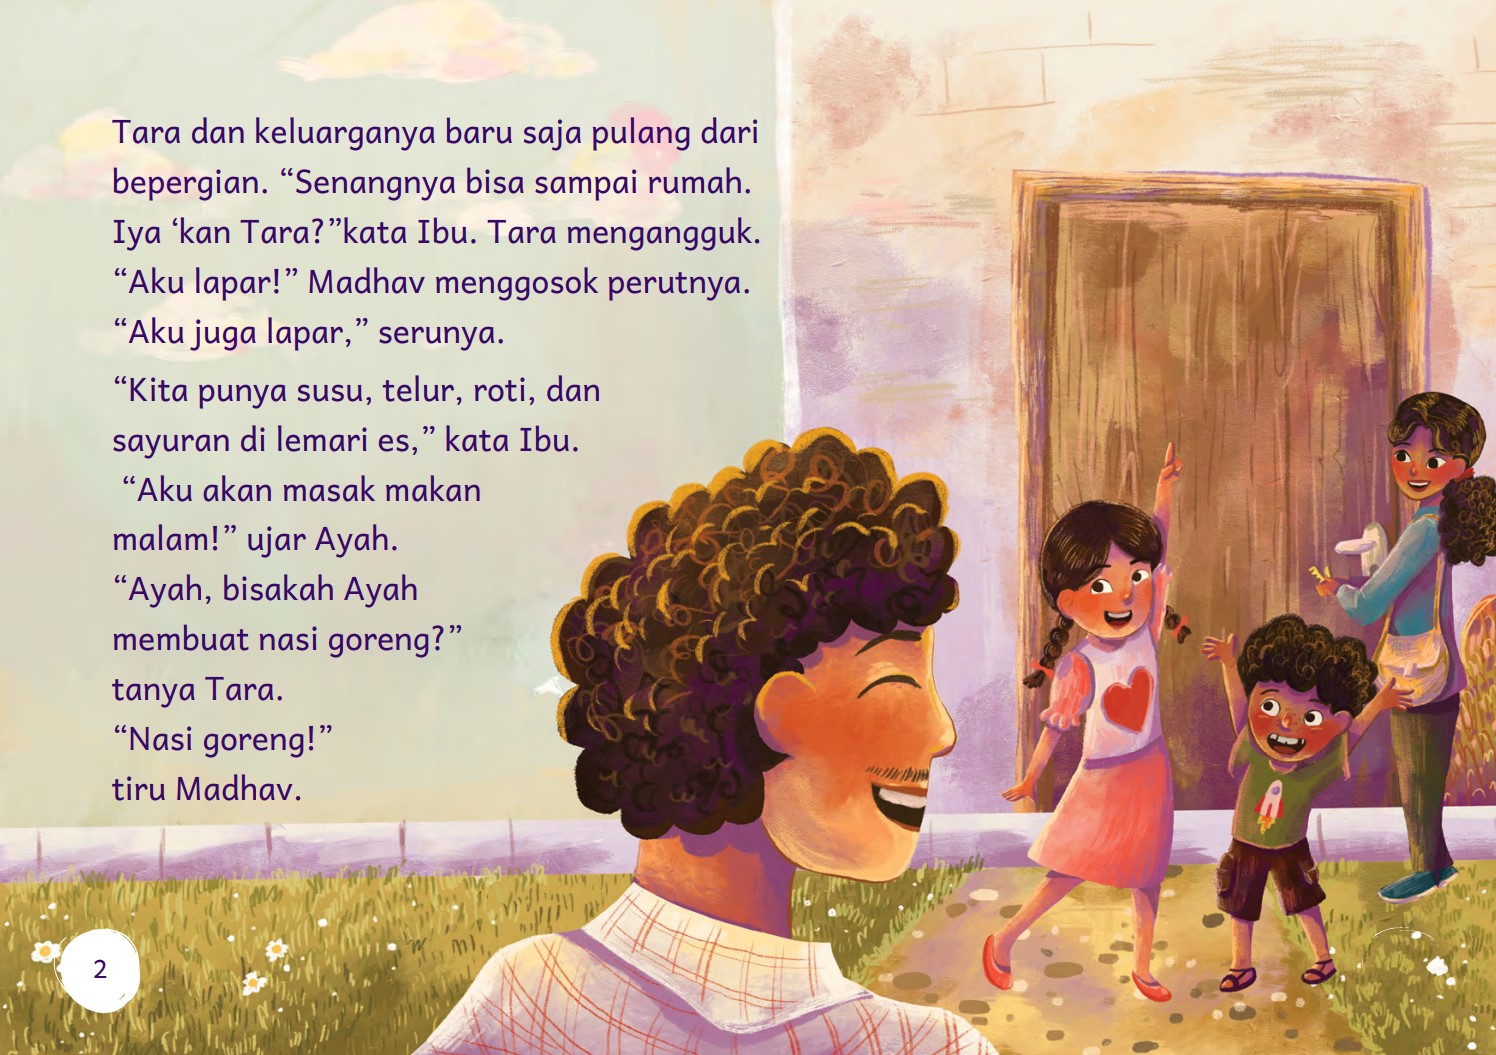 Tara dan keluarganya baru saja pulang dari
bepergian. “Senangnya bisa sampai rumah.
Iya ‘kan Tara?”kata Ibu. Tara mengangguk.
“Aku lapar!” Madhav menggosok perutnya.
“Aku juga lapar,” serunya.
“Kita punya susu, telur, roti, dan
sayuran di lemari es,” kata Ibu.
“Aku akan masak makan
malam!” ujar Ayah.
“Ayah, bisakah Ayah
membuat nasi goreng?”
tanya Tara.
“Nasi goreng!”
tiru Madhav.
2